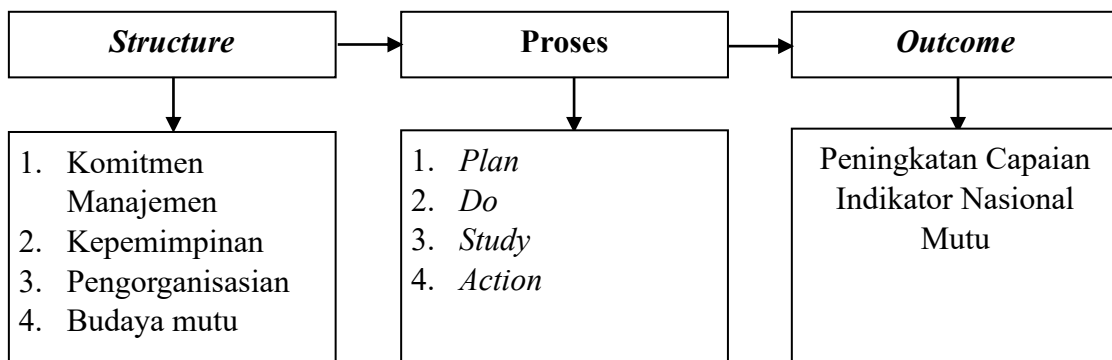 Structure
Proses
Outcome
1. Komitmen
Manajemen
2. Kepemimpinan
3. Pengorganisasian
4. Budaya mutu
1. Plan
2. Do
3. Study
4. Action
Peningkatan Capaian
Indikator Nasional
Mutu